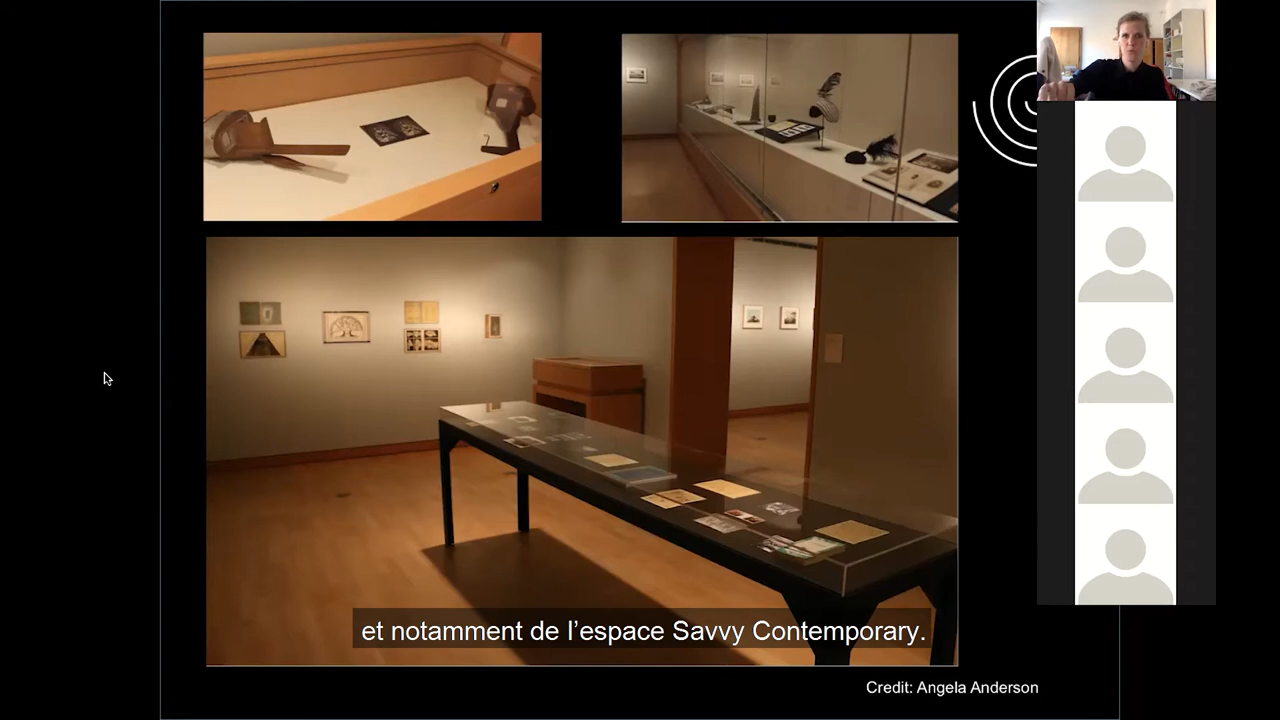 et notamment de l’espace Savvy Contemporary.
Credit: Angela Anderson